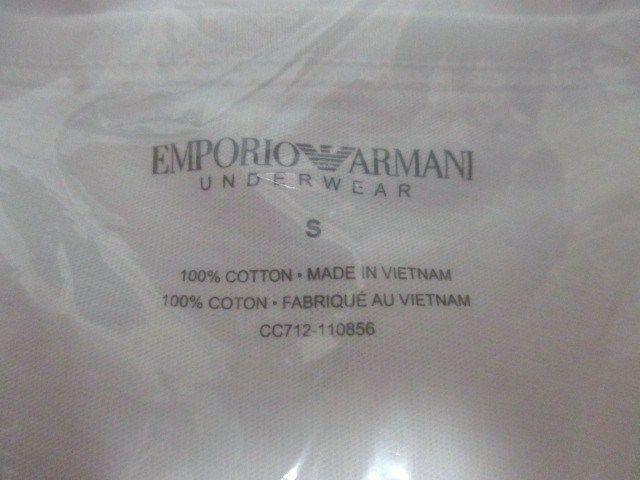 EMPORIO ARMANI
UNDERWEAR
S
100% COTTON • MADE IN VIETNAM
100% COTON • FABRIQUÉ AU VIETNAM
CC712-110856